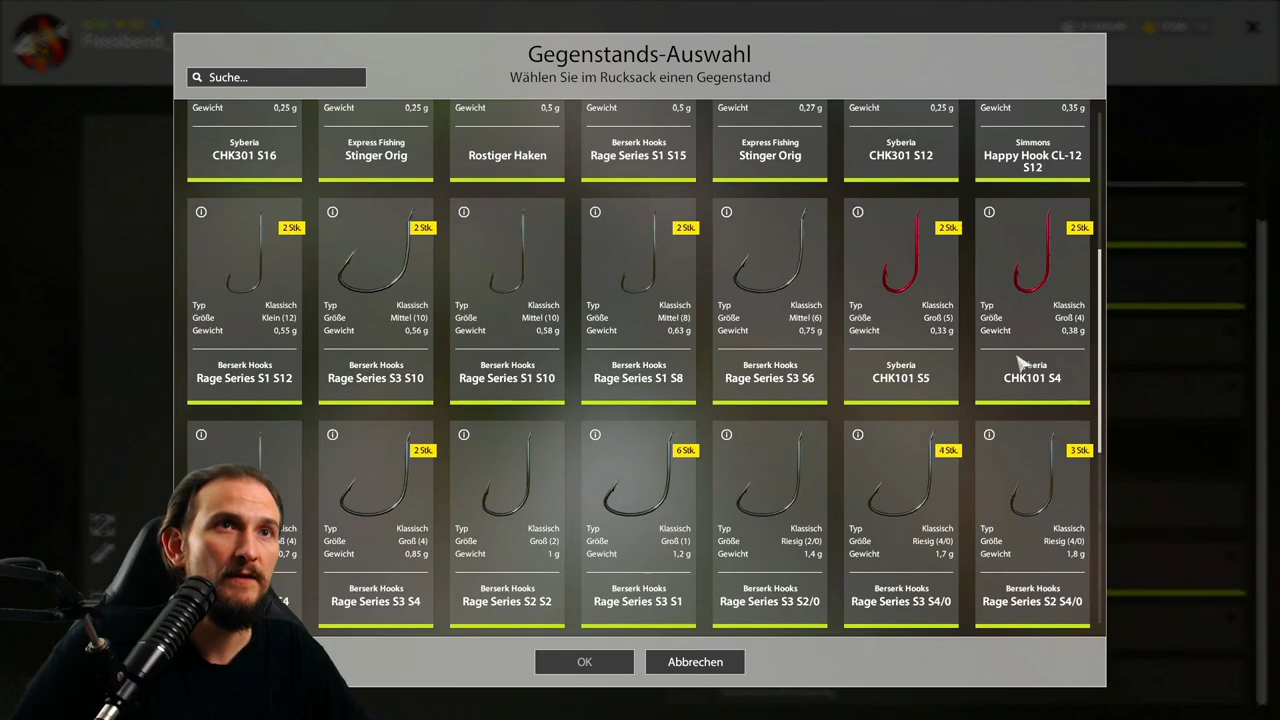 Gegenstands-Auswahl
Suche...
Wählen Sie im Rucksack einen Gegenstand
Gewicht 0,25 g
Gewicht 0,25 g
Gewicht 0,5 g
Gewicht 0,5 g
Gewicht 0,27 g
Gewicht 0,25 g
Gewicht 0,35 g
Syberia
CHK301 S16
Express Fishing
Stinger Orig
Rostiger Haken
Berserk Hooks
Rage Series S1 S15
Express Fishing
Stinger Orig
Syberia
CHK301 S12
Simmons
Happy Hook CL-12
S12
2 Stk.
Typ Klassisch
Größe Klein (12)
Gewicht 0,55 g
Berserk Hooks
Rage Series S1 S12
2 Stk.
Typ Klassisch
Größe Mittel (10)
Gewicht 0,56 g
Berserk Hooks
Rage Series S3 S10
Typ Klassisch
Größe Mittel (10)
Gewicht 0,58 g
Berserk Hooks
Rage Series S1 S10
2 Stk.
Typ Klassisch
Größe Mittel (8)
Gewicht 0,63 g
Berserk Hooks
Rage Series S1 S8
Typ Klassisch
Größe Mittel (6)
Gewicht 0,75 g
Berserk Hooks
Rage Series S3 S6
2 Stk.
Typ Klassisch
Größe Groß (5)
Gewicht 0,33 g
Syberia
CHK101 S5
2 Stk.
Typ Klassisch
Größe Groß (4)
Gewicht 0,38 g
CHK101 S4
(4)
0,7 g
2 Stk.
Typ Klassisch
Größe Groß (4)
Gewicht 0,85 g
Berserk Hooks
Rage Series S3 S4
Typ Klassisch
Größe Groß (2)
Gewicht 1 g
Berserk Hooks
Rage Series S2 S2
6 Stk.
Typ Klassisch
Größe Groß (1)
Gewicht 1,2 g
Berserk Hooks
Rage Series S3 S1
Typ Klassisch
Größe Riesig (2/0)
Gewicht 1,4 g
Berserk Hooks
Rage Series S3 S2/0
4 Stk.
Typ Klassisch
Größe Riesig (4/0)
Gewicht 1,7 g
Berserk Hooks
Rage Series S3 S4/0
3 Stk.
Typ Klassisch
Größe Riesig (4/0)
Gewicht 1,8 g
Berserk Hooks
Rage Series S2 S4/0
OK
Abbrechen